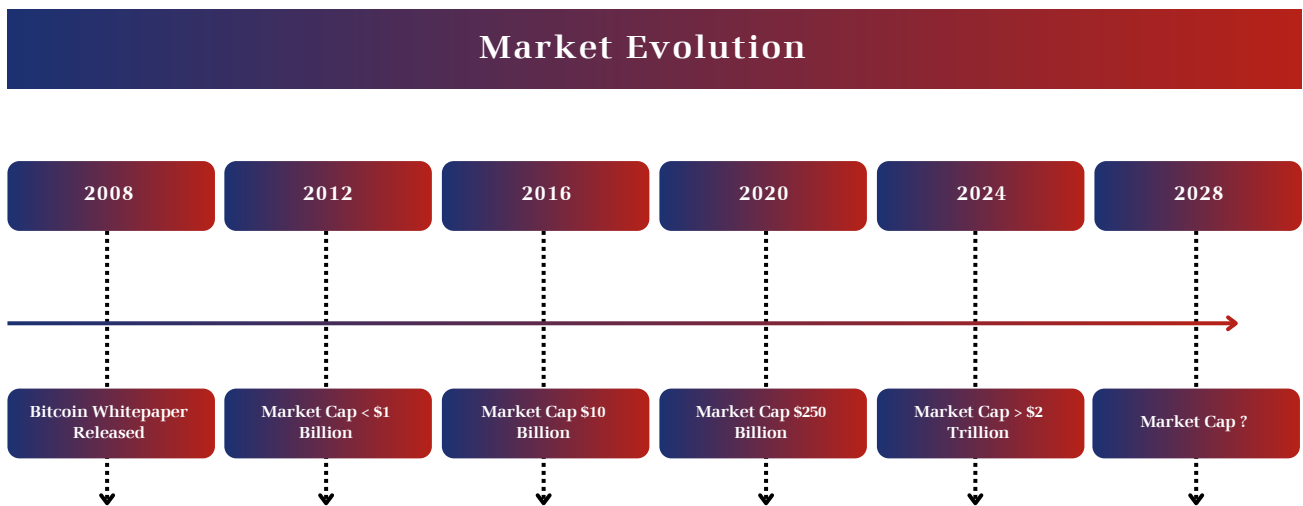 Market Evolution
2008
2012
2016
2020
2024
2028
Bitcoin Whitepaper
Released
Market Cap < $1
Billion
Market Cap $10
Billion
Market Cap $250
Billion
Market Cap > $2
Trillion
Market Cap ?